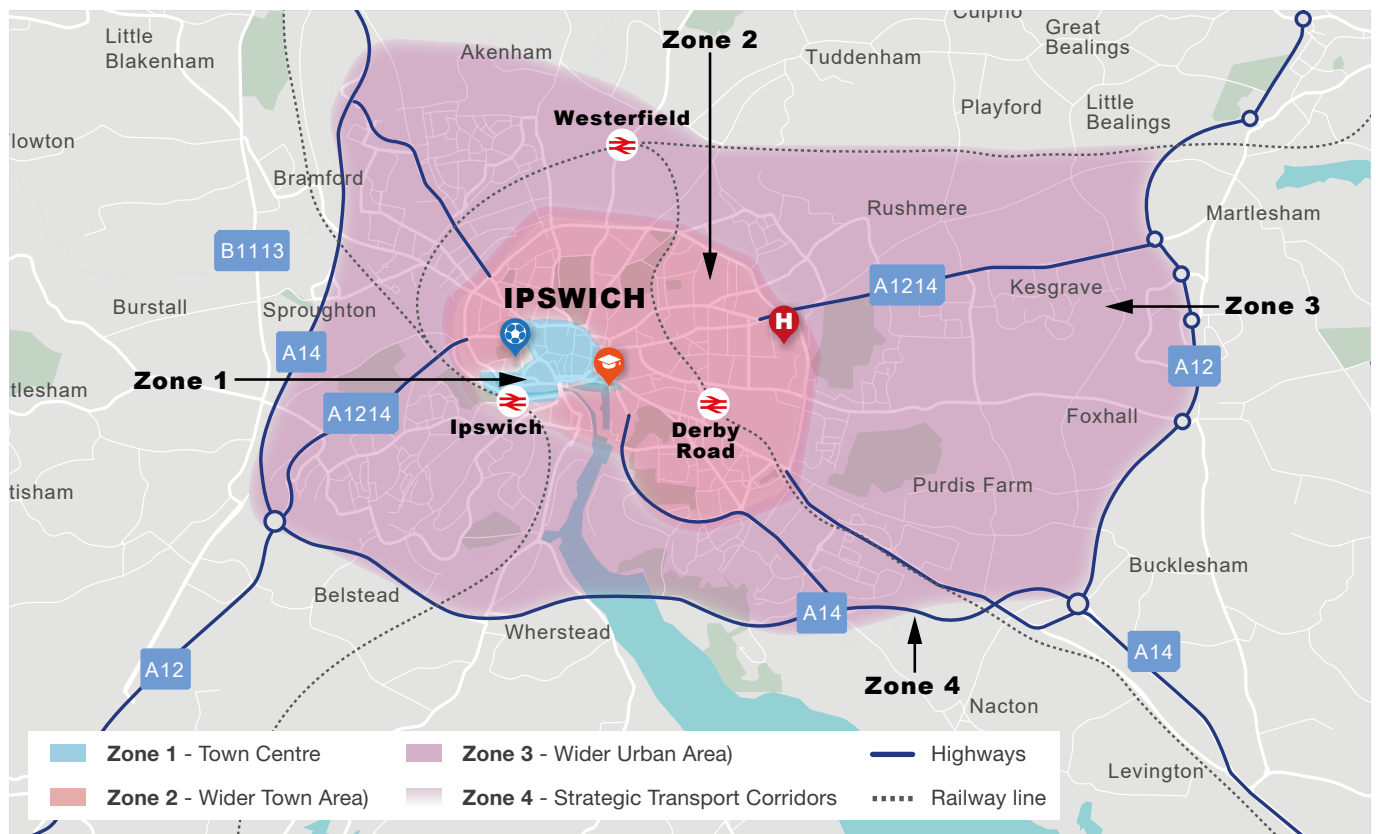 Culpho
Little
Blakenham
Akenham
Zone 2
Tuddenham
Great
Bealings
Playford
Little
Bealings
Westerfield
lowton
Bramford
Rushmere
Martlesham
B1113
A1214
Kesgrave
IPSWICH
Burstall
Sproughton
Zone 3
H
A14
A12
Zone 1
tlesham
A1214
Ipswich
Derby
Road
Foxhall
tisham
Purdis Farm
Bucklesham
Belstead
A14
Wherstead
A14
A12
Zone 4
Nacton
Levington
Zone 1 - Town Centre
Zone 2 - Wider Town Area)
Zone 3 - Wider Urban Area)
Zone 4 - Strategic Transport Corridors
Highways
Railway line